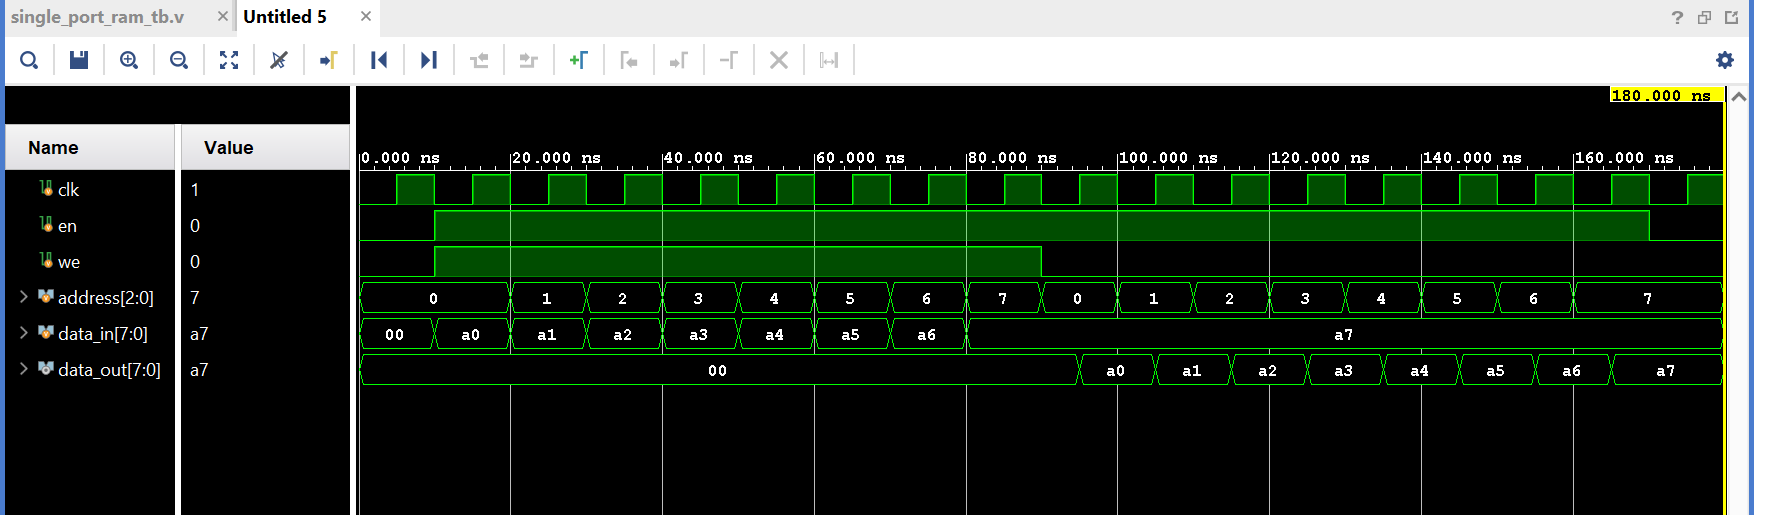 single_port_ram_tb.v × Untitled 5 ×
?
180.000 ns
Name Value
0.000 ns 20.000 ns 40.000 ns 60.000 ns 80.000 ns 100.000 ns 120.000 ns 140.000 ns 160.000 ns
clk 1
en 0
we 0
address[2:0] 7 0 1 2 3 4 5 6 7 0 1 2 3 4 5 6 7
data_in[7:0] a7 00 a0 a1 a2 a3 a4 a5 a6 a7
data_out[7:0] a7 00 a0 a1 a2 a3 a4 a5 a6 a7